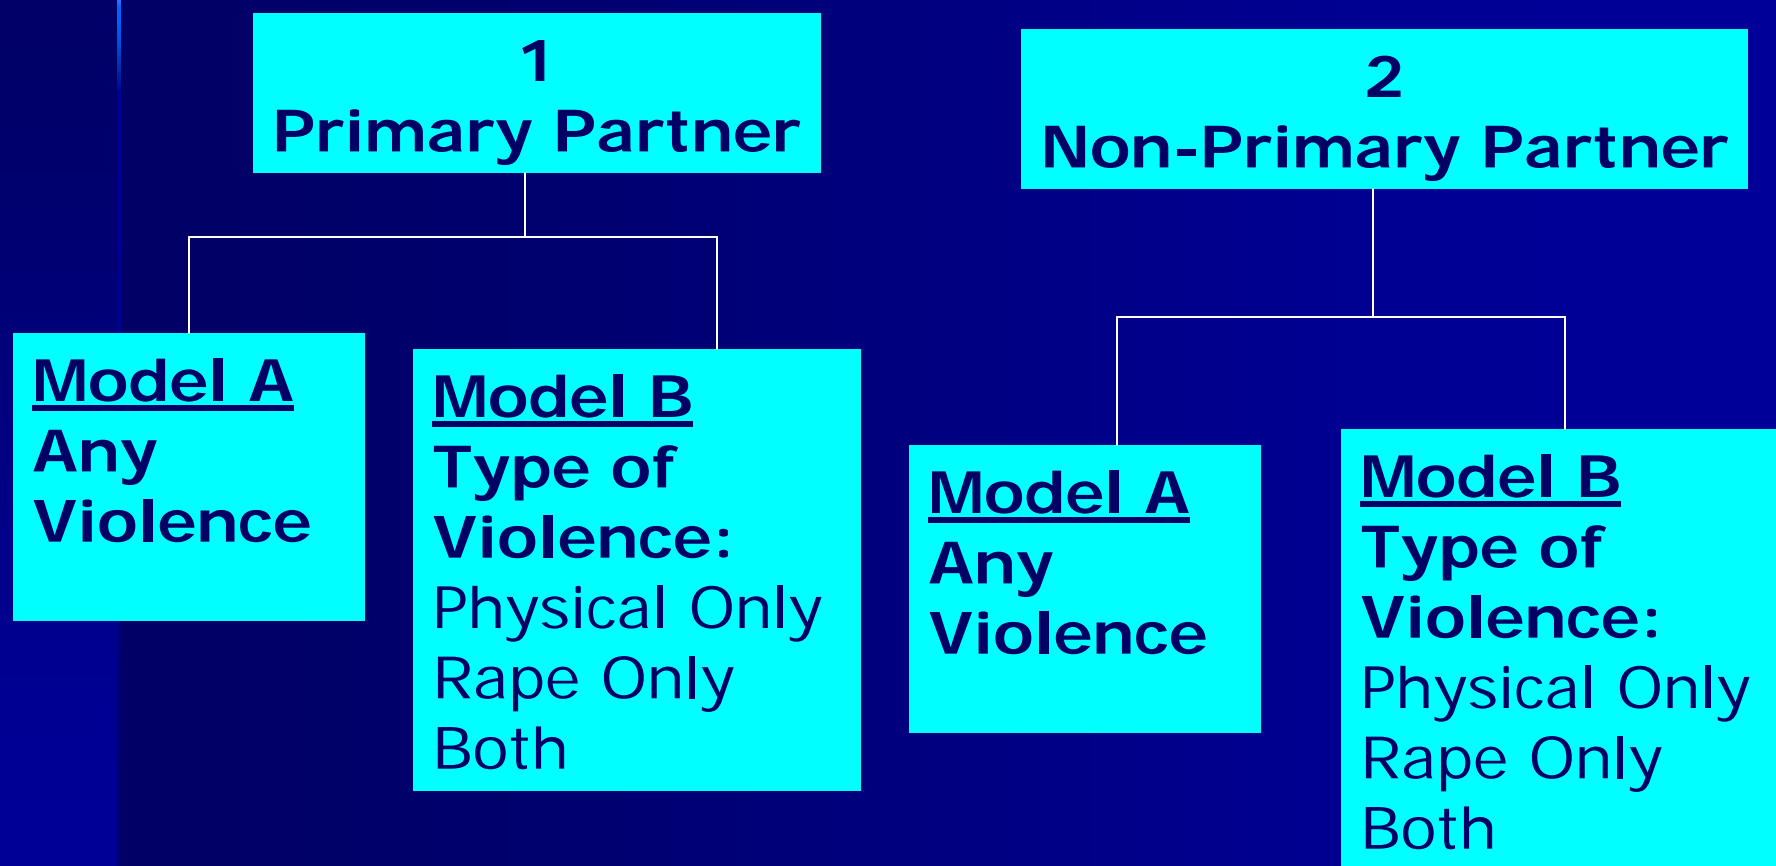 1
Primary Partner
Model A
Any
Violence
Model B
Type of
Violence:
Physical Only
Rape Only
Both
2
Non-Primary Partner
Model A
Any
Violence
Model B
Type of
Violence:
Physical Only
Rape Only
Both